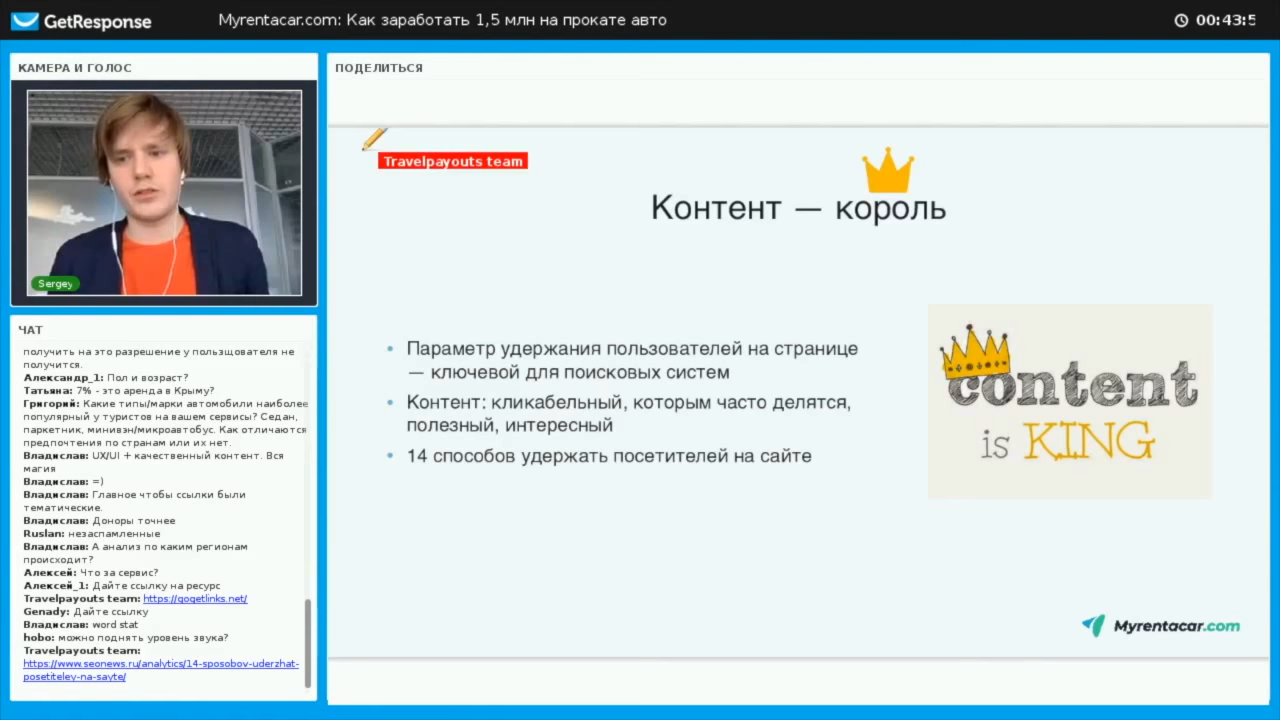 GetResponse
Myrentacar.com: Как заработать 1,5 млн на прокате авто
00:43:5
КАМЕРА И ГОЛОС
Sergey
ЧАТ
получить на это разрешение у пользщователя не
получится.
Александр_1: Пол и возраст?
Татьяна: 7% - это аренда в Крыму?
Григорий: Какие типы/марки автомобили наиболее
популярный у туристов на вашем сервисы? Седан,
паркетник, минивэн/микроавтобус. Как отличаются
предпочтения по странам или их нет.
Владислав: UX/UI + качественный контент. Вся
магия
Владислав: =)
Владислав: Главное чтобы ссылки были
тематические.
Владислав: Доноры точнее
Ruslan: незаспамленные
Владислав: А анализ по каким регионам
происходит?
Алексей: Что за сервис?
Алексей_1: Дайте ссылку на ресурс
Travelpayouts team: https://gogetlinks.net/
Genady: Дайте ссылку
Владислав: word stat
hobo: можно поднять уровень звука?
Travelpayouts team:
https://www.seonews.ru/analytics/14-sposobov-uderzhat-
posetiteley-na-sayte/
ПОДЕЛИТЬСЯ
Travelpayouts team
Контент — король
• Параметр удержания пользователей на странице
— ключевой для поисковых систем
• Контент: кликабельный, которым часто делятся,
полезный, интересный
• 14 способов удержать посетителей на сайте
content
is KING
Myrentacar.com